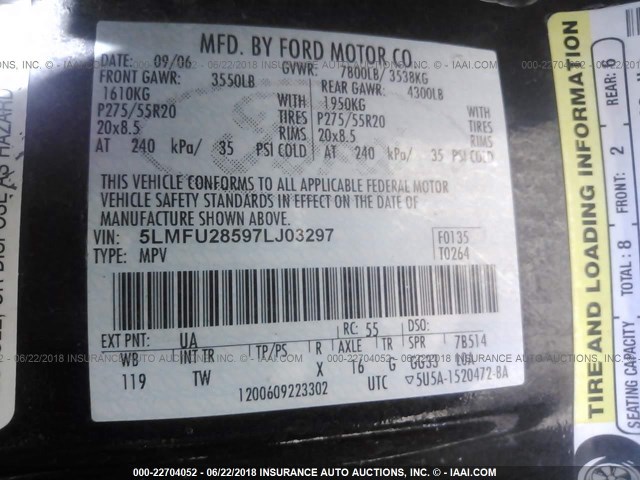 MFD. BY FORD MOTOR CO.
DATE: 09/06 GVWR: 7800LB/ 3538KG
FRONT GAWR: 3550LB REAR GAWR: 4300LB
1610KG WITH 1950KG WITH
P275/55R20 TIRES P275/55R20 TIRES
20x8.5 RIMS 20x8.5 RIMS
AT 240 kPa/ 35 PSI COLD AT 240 kPa/ 35 PSI COLD
THIS VEHICLE CONFORMS TO ALL APPLICABLE FEDERAL MOTOR
VEHICLE SAFETY STANDARDS IN EFFECT ON THE DATE OF
MANUFACTURE SHOWN ABOVE.
VIN: 5LMFU28597LJ03297 F0135
TYPE: MPV T0264
EXT PNT: UA RC: 55 DSO:
WB INT TR TP/PS R AXLE TR SPR 7B514
119 TW X T6 G GG33
1200609223302 UTC ▽5U5A-1520472-BA
TIRE AND LOADING INFORMATION
SEATING CAPACITY TOTAL: 8 FRONT: 2 REAR:
HAZARD
000-22704052 - 06/22/2018 INSURANCE AUTO AUCTIONS, INC. - © IAAI.COM